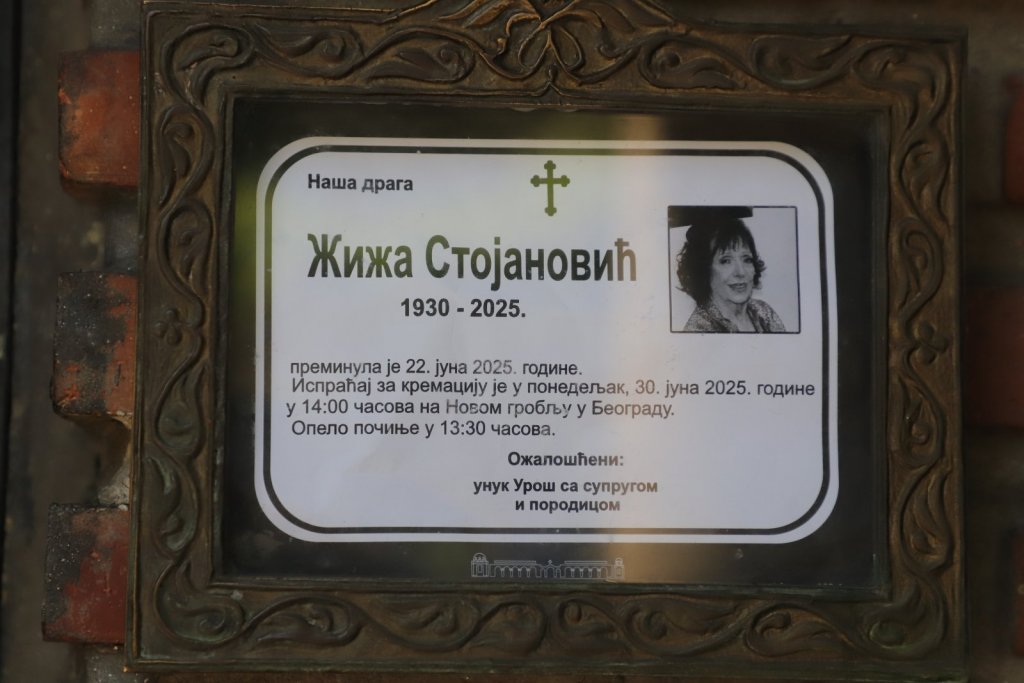 Наша драга
Жижа Стојановић
1930 - 2025.
преминула је 22. јуна 2025. године.
Испраћај за кремацију је у понедељак, 30. јуна 2025. године
у 14:00 часова на Новом гробљу у Београду.
Опело почиње у 13:30 часова.
Ожалошћени:
унук Урош са супругом
и породицом